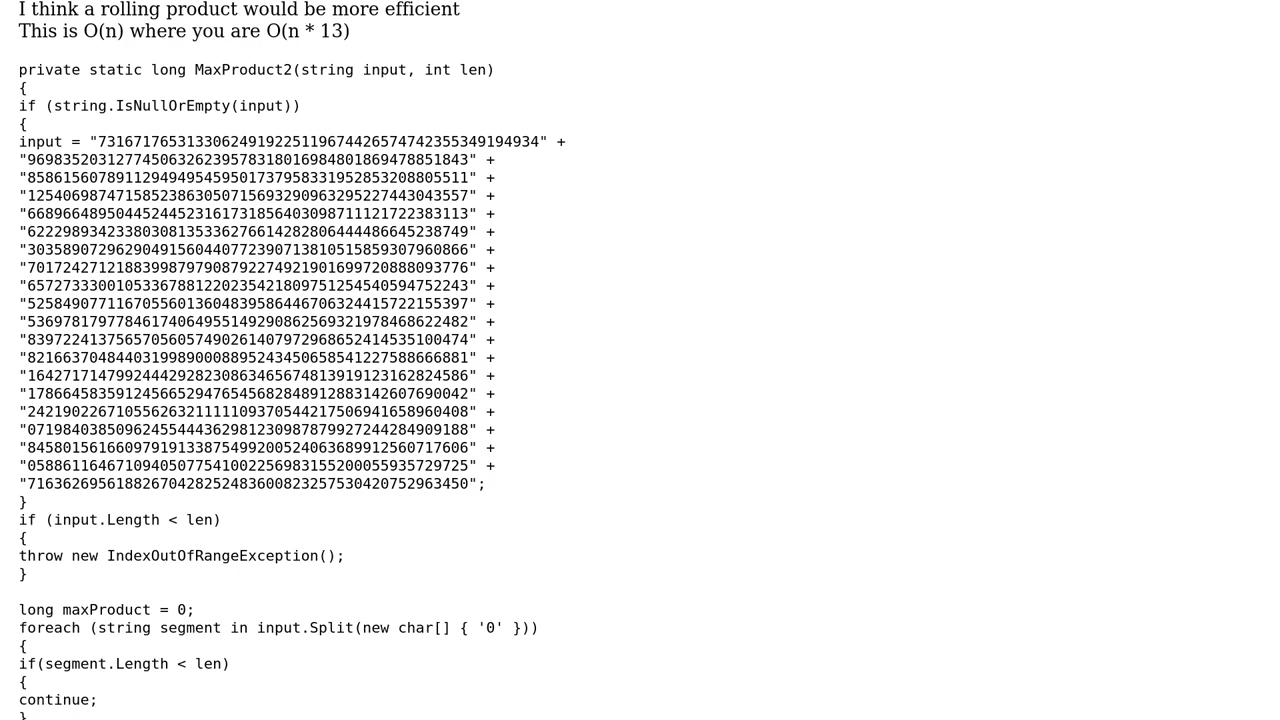 I think a rolling product would be more efficient
This is O(n) where you are O(n * 13)
private static long MaxProduct2(string input, int len)
{
if (string.IsNullOrEmpty(input))
{
input = "73167176531330624919225119674426574742355349194934" +
"96983520312774506326239578318016984801869478851843" +
"85861560789112949495459501737958331952853208805511" +
"12540698747158523863050715693290963295227443043557" +
"66896648950445244523161731856403098711121722383113" +
"62229893423380308135336276614282806444486645238749" +
"30358907296290491560440772390713810515859307960866" +
"70172427121883998797908792274921901699720888093776" +
"65727333001053367881220235421809751254540594752243" +
"52584907711670556013604839586446706324415722155397" +
"53697817977846174064955149290862569321978468622482" +
"83972241375657056057490261407972968652414535100474" +
"82166370484403199890008895243450658541227588666881" +
"16427171479924442928230863465674813919123162824586" +
"17866458359124566529476545682848912883142607690042" +
"24219022671055626321111109370544217506941658960408" +
"07198403850962455444362981230987879927244284909188" +
"84580156166097919133875499200524063689912560717606" +
"05886116467109405077541002256983155200055935729725" +
"71636269561882670428252483600823257530420752963450";
}
if (input.Length < len)
{
throw new IndexOutOfRangeException();
}
long maxProduct = 0;
foreach (string segment in input.Split(new char[] { '0' }))
{
if(segment.Length < len)
{
continue;
}